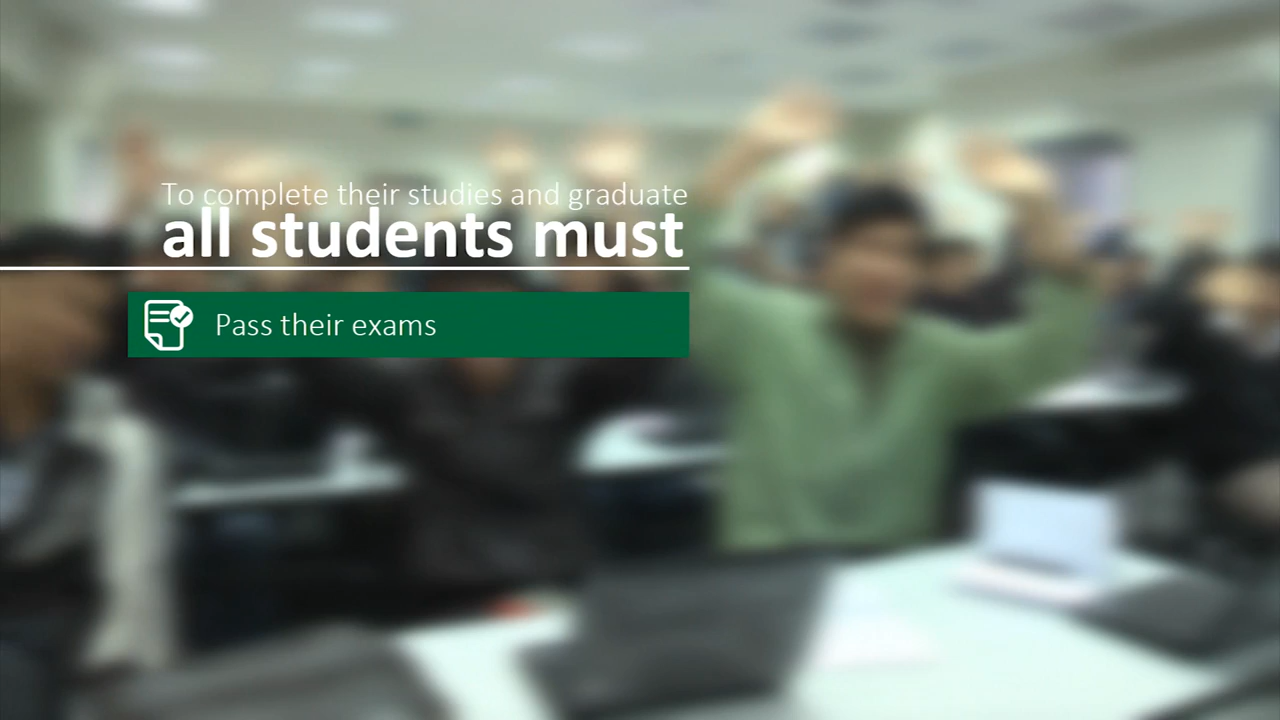 To complete their studies and graduate
all students must
Pass their exams